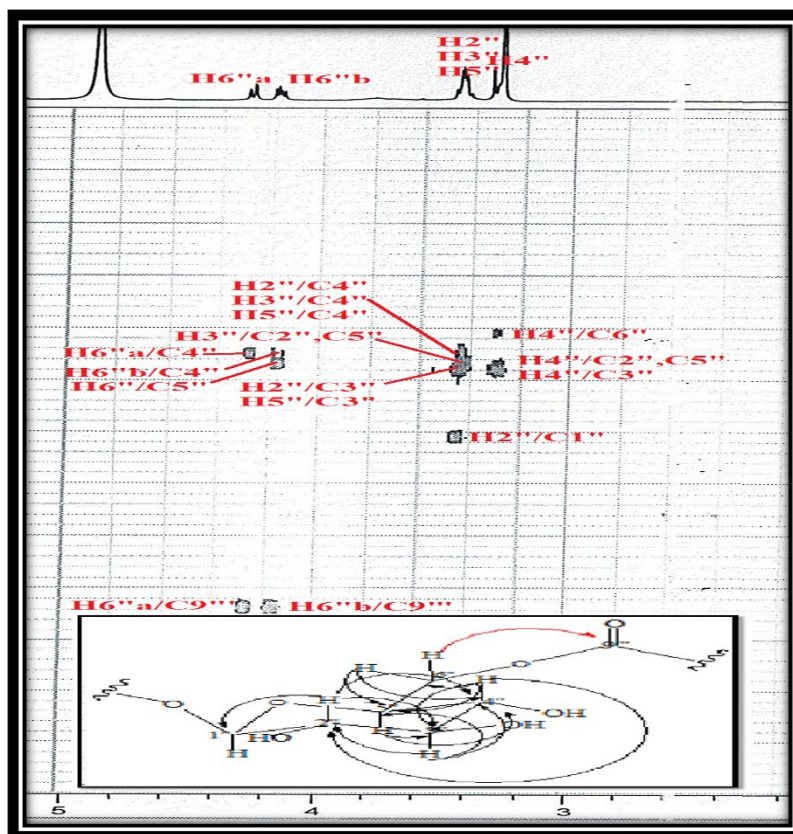 H2"
H3" H4"
H5"
H6"a H6"b
H2"/C4"
H3"/C4"
H5"/C4"
H3"/C2",C5"
H4"/C6"
H6"a/C4"
H6"b/C4"
H6"/C5"
H4"/C2",C5"
H4"/C3"
H2"/C3"
H5"/C3"
H2"/C1"
H6"a/C9"' H6"b/C9"'
O
H
O
H
H
O
O
H
OH
1"
HO
OH
H
H
H
5 4 3